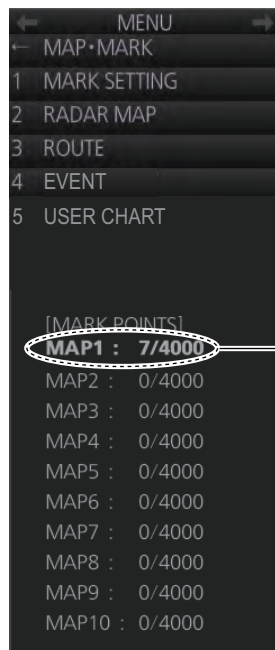 ← MENU →
← MAP･MARK
1 MARK SETTING
2 RADAR MAP
3 ROUTE
4 EVENT
5 USER CHART
[MARK POINTS]
MAP1 : 7/4000
MAP2 : 0/4000
MAP3 : 0/4000
MAP4 : 0/4000
MAP5 : 0/4000
MAP6 : 0/4000
MAP7 : 0/4000
MAP8 : 0/4000
MAP9 : 0/4000
MAP10 : 0/4000